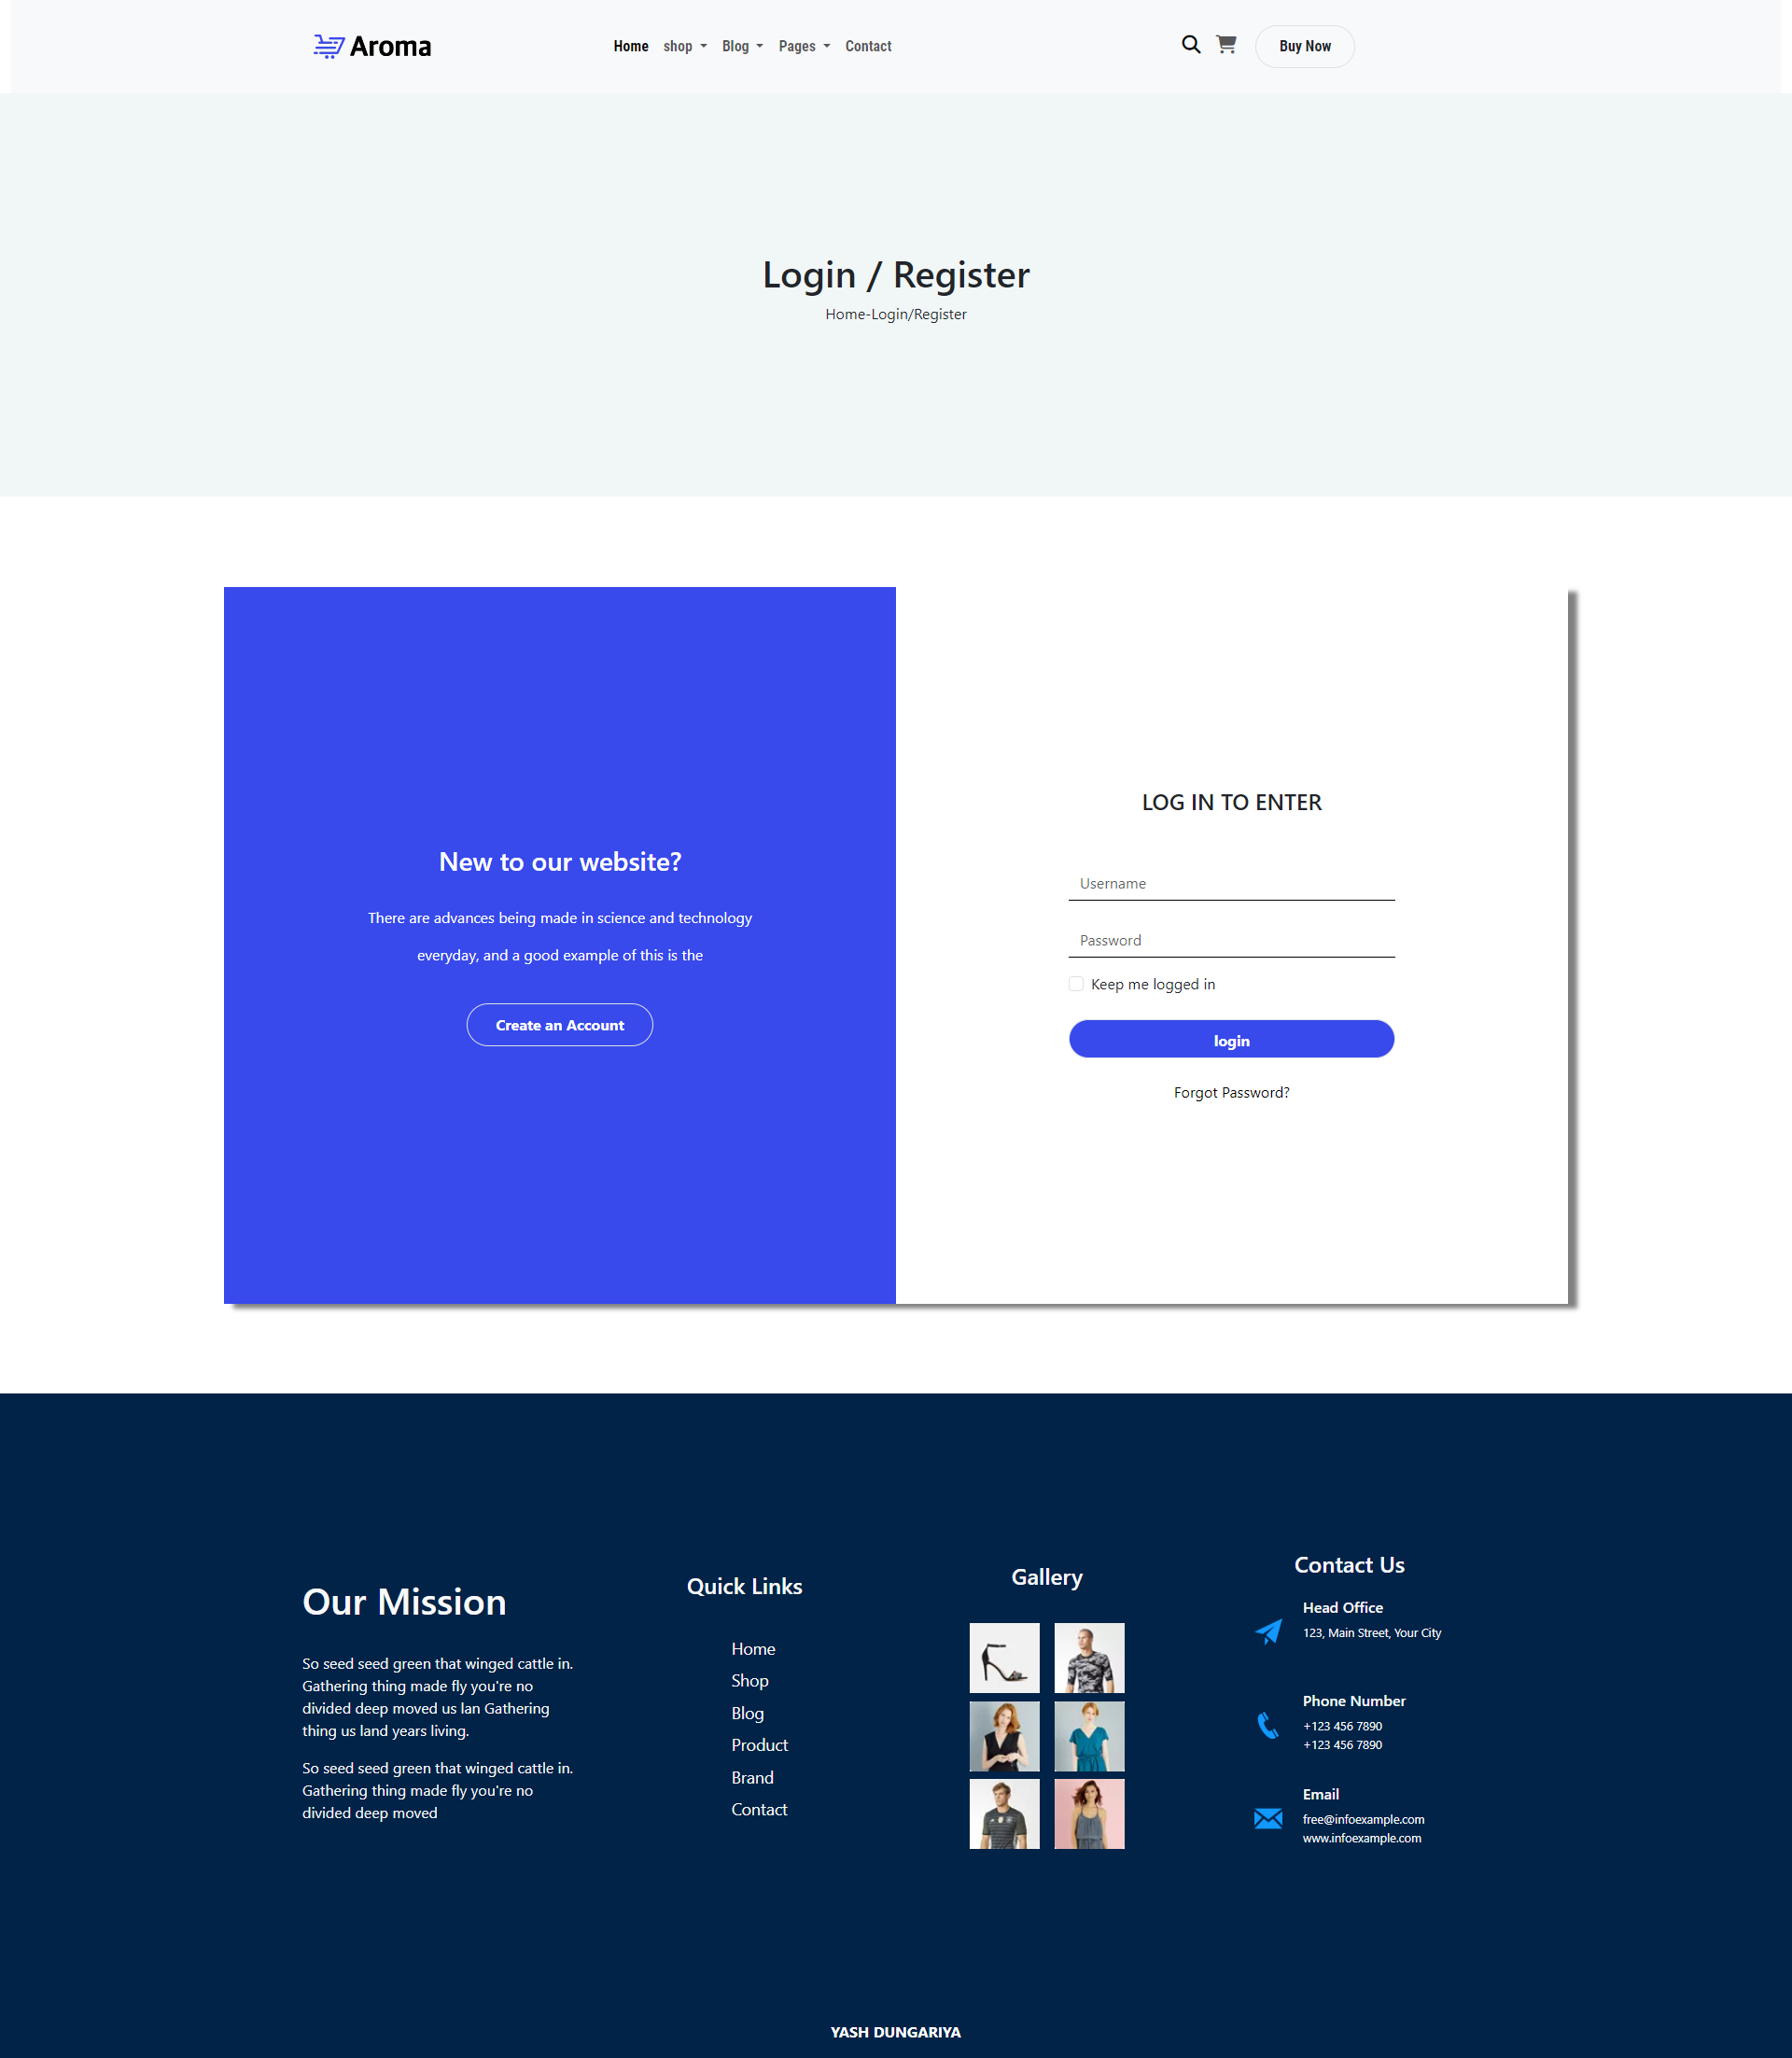 Aroma
Home shop Blog Pages Contact
Buy Now
Login / Register
Home-Login/Register
New to our website?
There are advances being made in science and technology
everyday, and a good example of this is the
Create an Account
LOG IN TO ENTER
Username
Password
Keep me logged in
login
Forgot Password?
Our Mission
So seed seed green that winged cattle in.
Gathering thing made fly you're no
divided deep moved us lan Gathering
thing us land years living.
So seed seed green that winged cattle in.
Gathering thing made fly you're no
divided deep moved
Quick Links
Home
Shop
Blog
Product
Brand
Contact
Gallery
Contact Us
Head Office
123, Main Street, Your City
Phone Number
+123 456 7890
+123 456 7890
Email
free@infoexample.com
www.infoexample.com
YASH DUNGARIYA